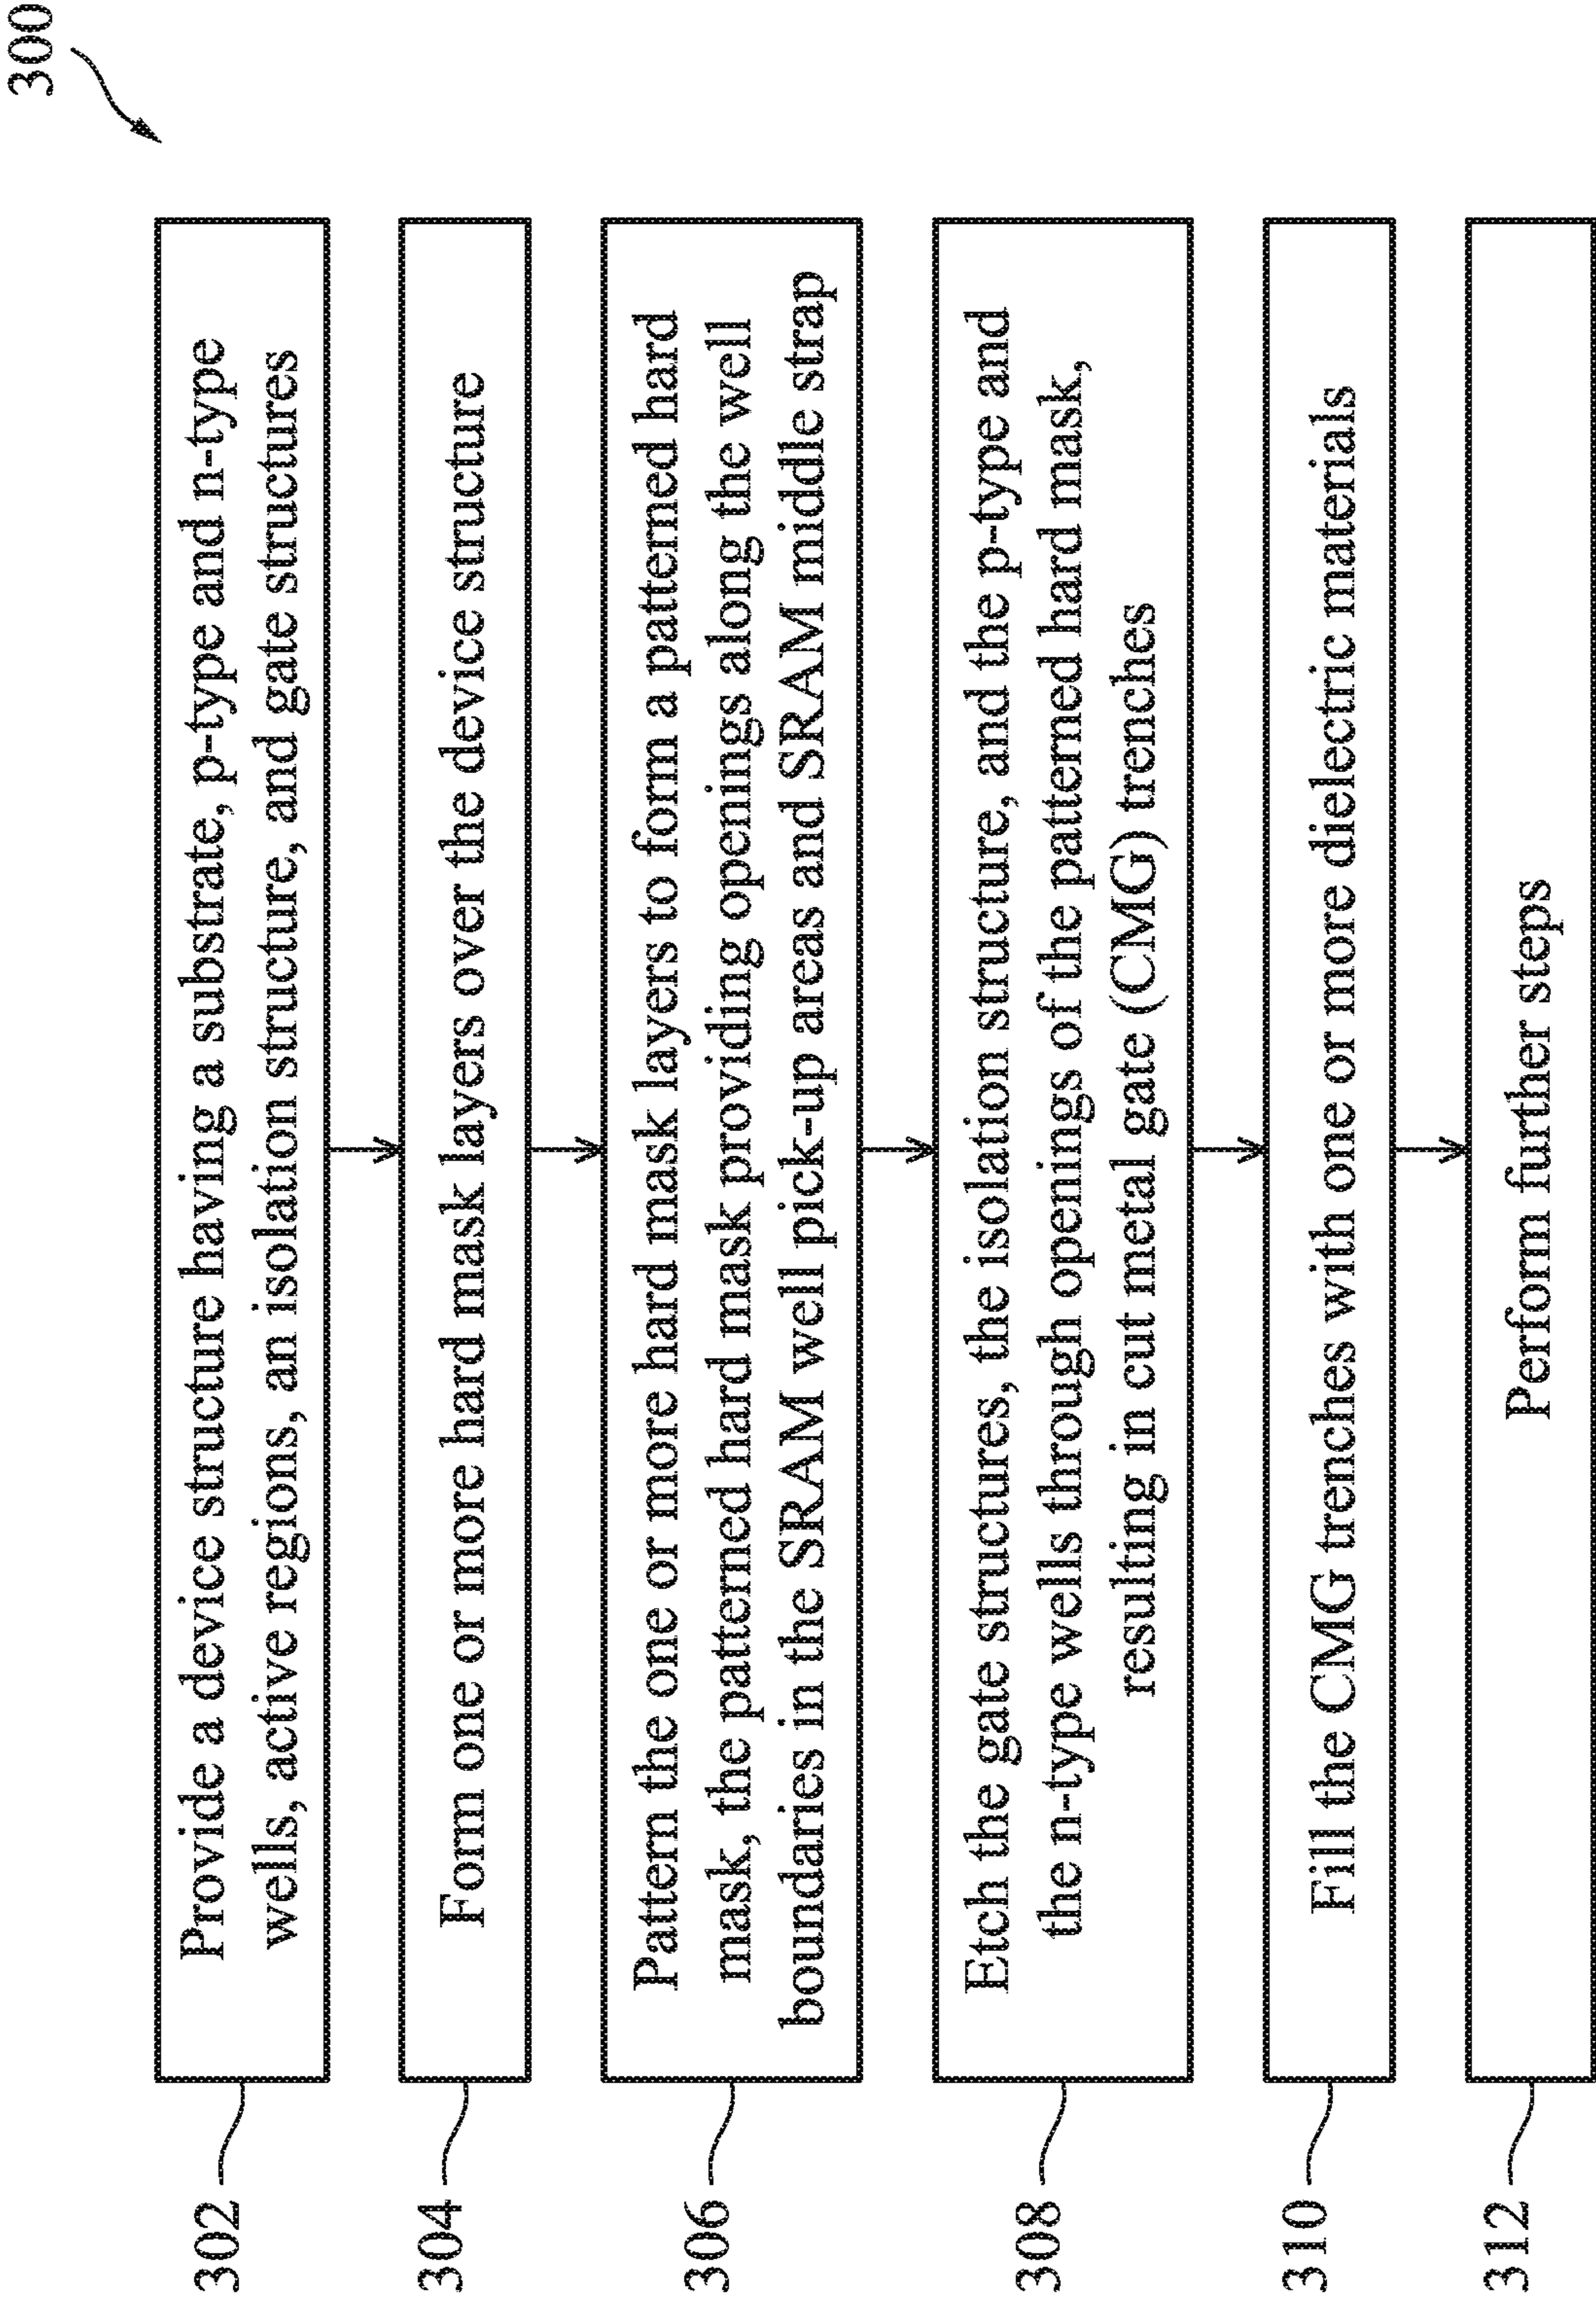 300
302
Provide a device structure having a substrate, p-type and n-type
wells, active regions, an isolation structure, and gate structures
304
Form one or more hard mask layers over the device structure
306
Pattern the one or more hard mask layers to form a patterned hard
mask, the patterned hard mask providing openings along the well
boundaries in the SRAM well pick-up areas and SRAM middle strap
308
Etch the gate structures, the isolation structure, and the p-type and
the n-type wells through openings of the patterned hard mask,
resulting in cut metal gate (CMG) trenches
310
Fill the CMG trenches with one or more dielectric materials
312
Perform further steps